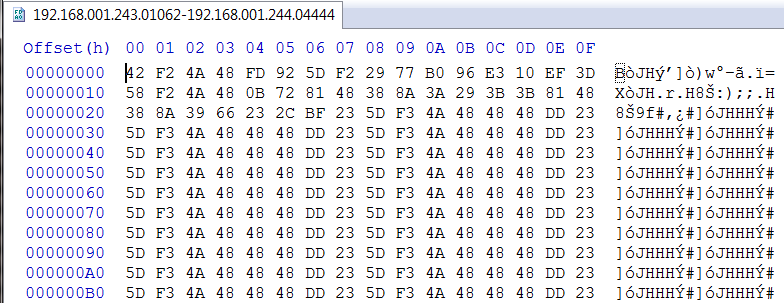 192.168.001.243.01062-192.168.001.244.04444
Offset(h) 00 01 02 03 04 05 06 07 08 09 0A 0B 0C 0D 0E 0F
00000000 42 F2 4A 48 FD 92 5D F2 29 77 B0 96 E3 10 EF 3D BòJHý’]ò)w°–ã.ï=
00000010 58 F2 4A 48 0B 72 81 48 38 8A 3A 29 3B 3B 81 48 XòJH.r.H8Š:);;.H
00000020 38 8A 39 66 23 2C BF 23 5D F3 4A 48 48 48 DD 23 8Š9f#,¿#]óJHHHÝ#
00000030 5D F3 4A 48 48 48 DD 23 5D F3 4A 48 48 48 DD 23 ]óJHHHÝ#]óJHHHÝ#
00000040 5D F3 4A 48 48 48 DD 23 5D F3 4A 48 48 48 DD 23 ]óJHHHÝ#]óJHHHÝ#
00000050 5D F3 4A 48 48 48 DD 23 5D F3 4A 48 48 48 DD 23 ]óJHHHÝ#]óJHHHÝ#
00000060 5D F3 4A 48 48 48 DD 23 5D F3 4A 48 48 48 DD 23 ]óJHHHÝ#]óJHHHÝ#
00000070 5D F3 4A 48 48 48 DD 23 5D F3 4A 48 48 48 DD 23 ]óJHHHÝ#]óJHHHÝ#
00000080 5D F3 4A 48 48 48 DD 23 5D F3 4A 48 48 48 DD 23 ]óJHHHÝ#]óJHHHÝ#
00000090 5D F3 4A 48 48 48 DD 23 5D F3 4A 48 48 48 DD 23 ]óJHHHÝ#]óJHHHÝ#
000000A0 5D F3 4A 48 48 48 DD 23 5D F3 4A 48 48 48 DD 23 ]óJHHHÝ#]óJHHHÝ#
000000B0 5D F3 4A 48 48 48 DD 23 5D F3 4A 48 48 48 DD 23 ]óJHHHÝ#]óJHHHÝ#